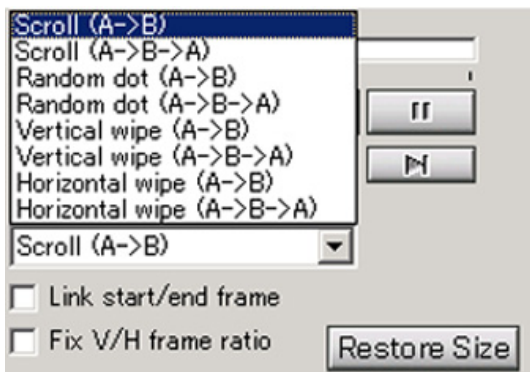 Scroll (A->B)
Scroll (A->B->A)
Random dot (A->B)
Random dot (A->B->A)
Vertical wipe (A->B)
Vertical wipe (A->B->A)
Horizontal wipe (A->B)
Horizontal wipe (A->B->A)
Scroll (A->B)
Link start/end frame
Fix V/H frame ratio
Restore Size